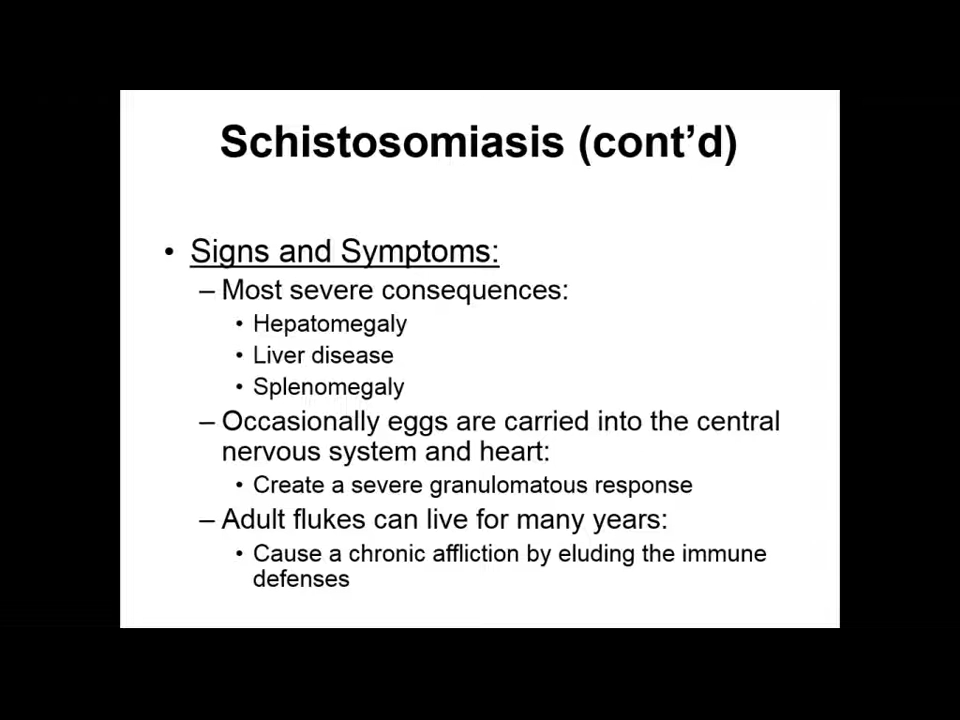 Schistosomiasis (cont’d)
• Signs and Symptoms:
– Most severe consequences:
• Hepatomegaly
• Liver disease
• Splenomegaly
– Occasionally eggs are carried into the central
nervous system and heart:
• Create a severe granulomatous response
– Adult flukes can live for many years:
• Cause a chronic affliction by eluding the immune
defenses